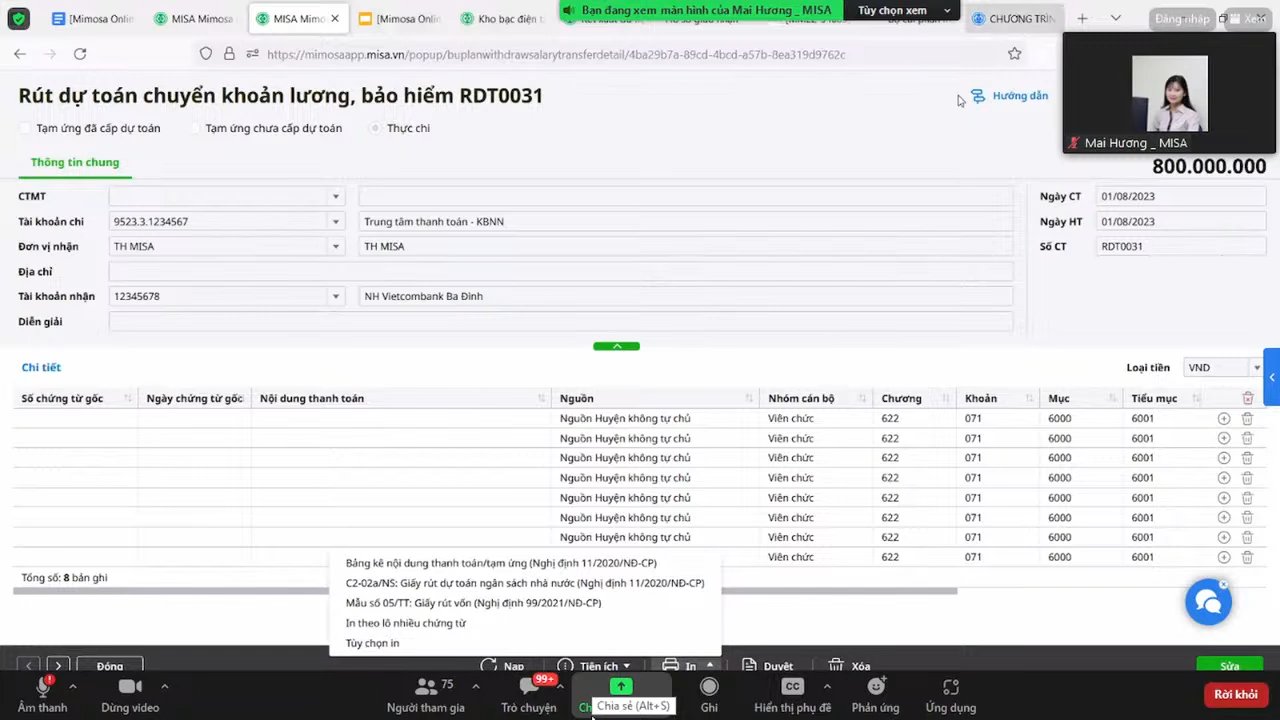 [Mimosa Onli
MISA Mimosa
MISA Mimo
[Mimosa Onli
Kho bạc điện t
Bạn đang xem màn hình của Mai Hương _ MISA
Tùy chọn xem
CHƯƠNG TRÌN
Đăng nhập
Xem
https://mimosaapp.misa.vn/popup/buplanwithdrawsalarytransferdetail/4ba29b7a-89cd-4bcd-a57b-8ea319d9762c
Rút dự toán chuyển khoản lương, bảo hiểm RDT0031
Hướng dẫn
Mai Hương _ MISA
Tạm ứng đã cấp dự toán
Tạm ứng chưa cấp dự toán
Thực chi
Thông tin chung
800.000.000
CTMT
Ngày CT 01/08/2023
Tài khoản chi 9523.3.1234567 Trung tâm thanh toán - KBNN
Ngày HT 01/08/2023
Đơn vị nhận TH MISA TH MISA
Số CT RDT0031
Địa chỉ
Tài khoản nhận 12345678 NH Vietcombank Ba Đình
Diễn giải
Chi tiết
Loại tiền VND
Số chứng từ gốc Ngày chứng từ gốc Nội dung thanh toán Nguồn Nhóm cán bộ Chương Khoản Mục Tiểu mục
Nguồn Huyện không tự chủ Viên chức 622 071 6000 6001
Nguồn Huyện không tự chủ Viên chức 622 071 6000 6001
Nguồn Huyện không tự chủ Viên chức 622 071 6000 6001
Nguồn Huyện không tự chủ Viên chức 622 071 6000 6001
Nguồn Huyện không tự chủ Viên chức 622 071 6000 6001
Nguồn Huyện không tự chủ Viên chức 622 071 6000 6001
Nguồn Huyện không tự chủ Viên chức 622 071 6000 6001
Viên chức 622 071 6000 6001
Tổng số: 8 bản ghi
Bảng kê nội dung thanh toán/tạm ứng (Nghị định 11/2020/NĐ-CP)
C2-02a/NS: Giấy rút dự toán ngân sách nhà nước (Nghị định 11/2020/NĐ-CP)
Mẫu số 05/TT: Giấy rút vốn (Nghị định 99/2021/NĐ-CP)
In theo lô nhiều chứng từ
Tùy chọn in
Đóng
Nạp
Tiện ích
In
Duyệt
Xóa
Sửa
75
99+
CC
Âm thanh
Dừng video
Người tham gia
Trò chuyện
Chia sẻ (Alt+S)
Ghi
Hiển thị phụ đề
Phản ứng
Ứng dụng
Rời khỏi